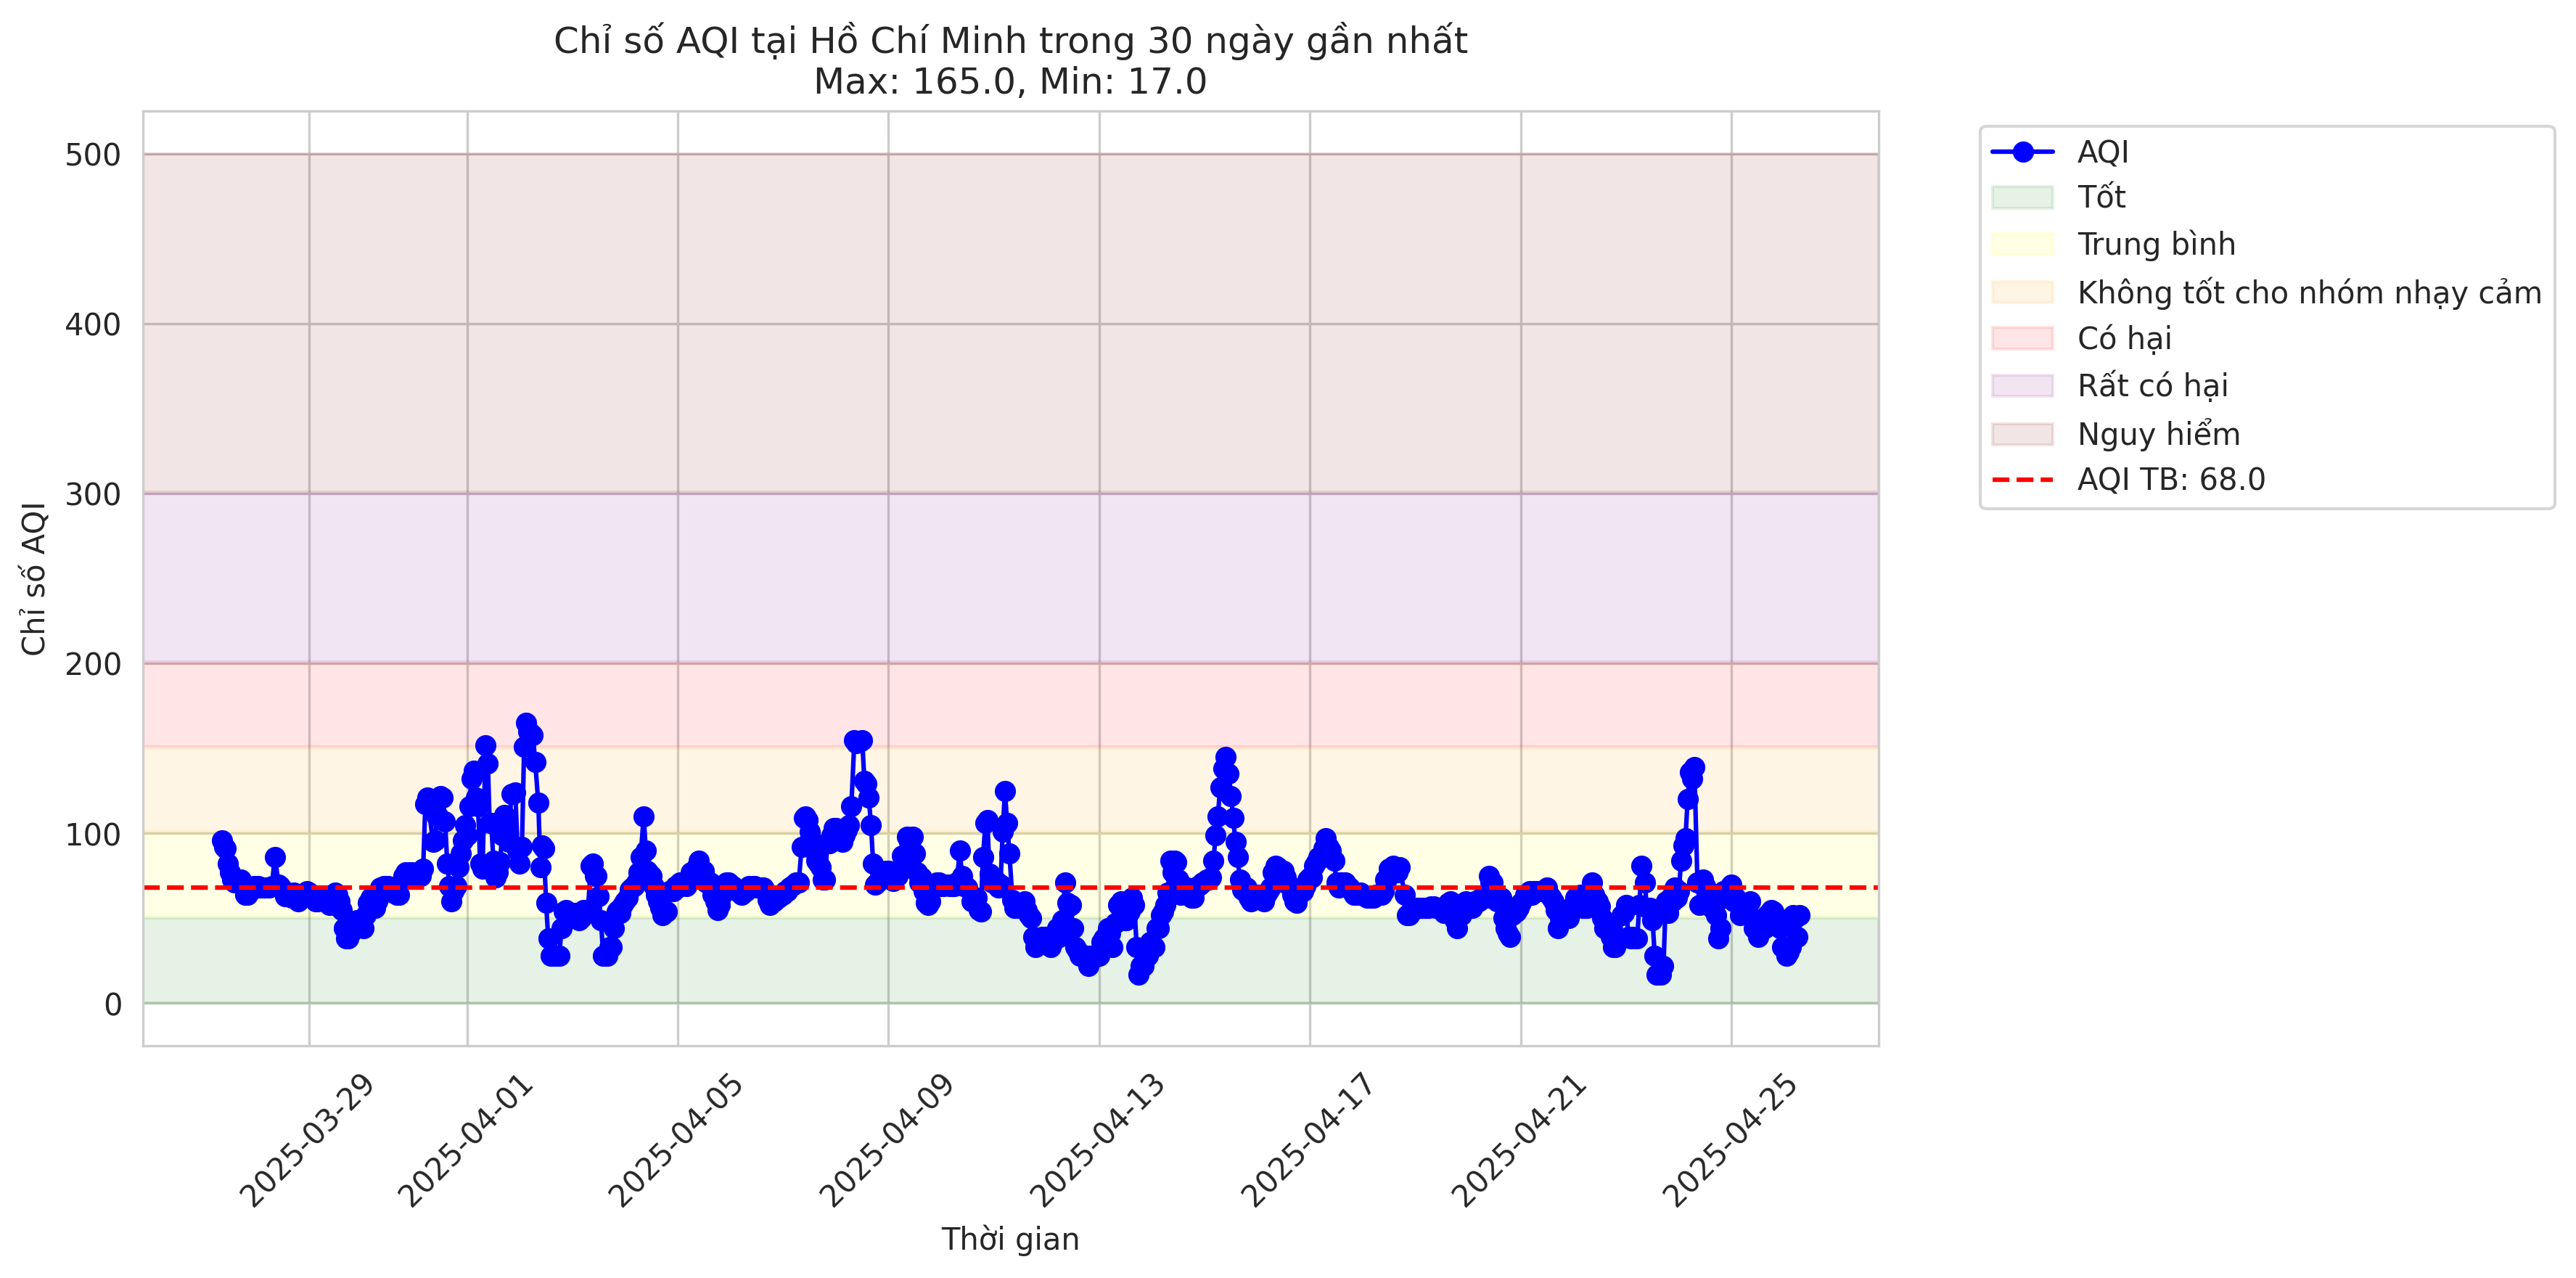 Chỉ số AQI tại Hồ Chí Minh trong 30 ngày gần nhất
Max: 165.0, Min: 17.0
Chỉ số AQI
500
400
300
200
100
0
2025-03-29
2025-04-01
2025-04-05
2025-04-09
2025-04-13
2025-04-17
2025-04-21
2025-04-25
Thời gian
AQI
Tốt
Trung bình
Không tốt cho nhóm nhạy cảm
Có hại
Rất có hại
Nguy hiểm
AQI TB: 68.0